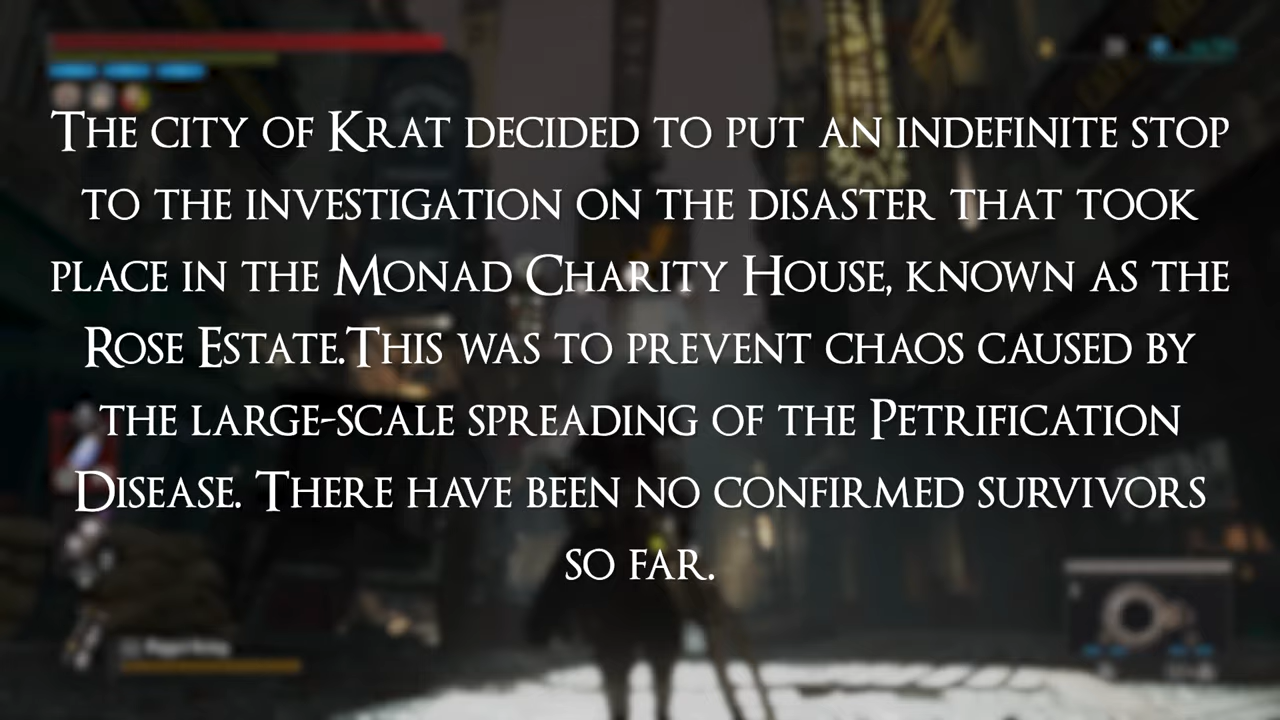 The city of Krat decided to put an indefinite stop
to the investigation on the disaster that took
place in the Monad Charity House, known as the
Rose Estate.This was to prevent chaos caused by
the large-scale spreading of the Petrification
Disease. There have been no confirmed survivors
so far.